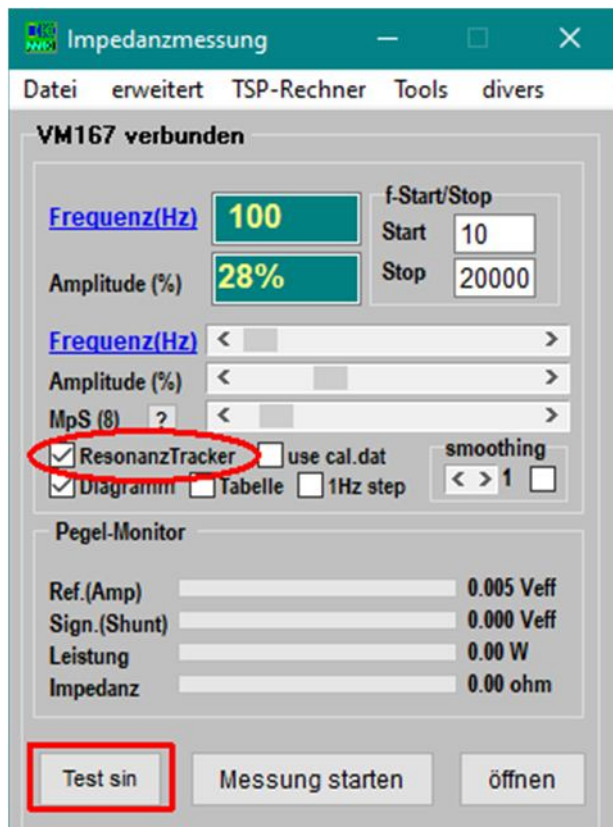 Impedanzmessung
Datei erweitert TSP-Rechner Tools divers
VM167 verbunden
Frequenz(Hz) 100
Amplitude (%) 28%
f-Start/Stop
Start 10
Stop 20000
Frequenz(Hz)
Amplitude (%)
MpS (8) ?
ResonanzTracker use cal.dat
Diagramm Tabelle 1Hz step
smoothing
1
Pegel-Monitor
Ref.(Amp) 0.005 Veff
Sign.(Shunt) 0.000 Veff
Leistung 0.00 W
Impedanz 0.00 ohm
Test sin Messung starten öffnen